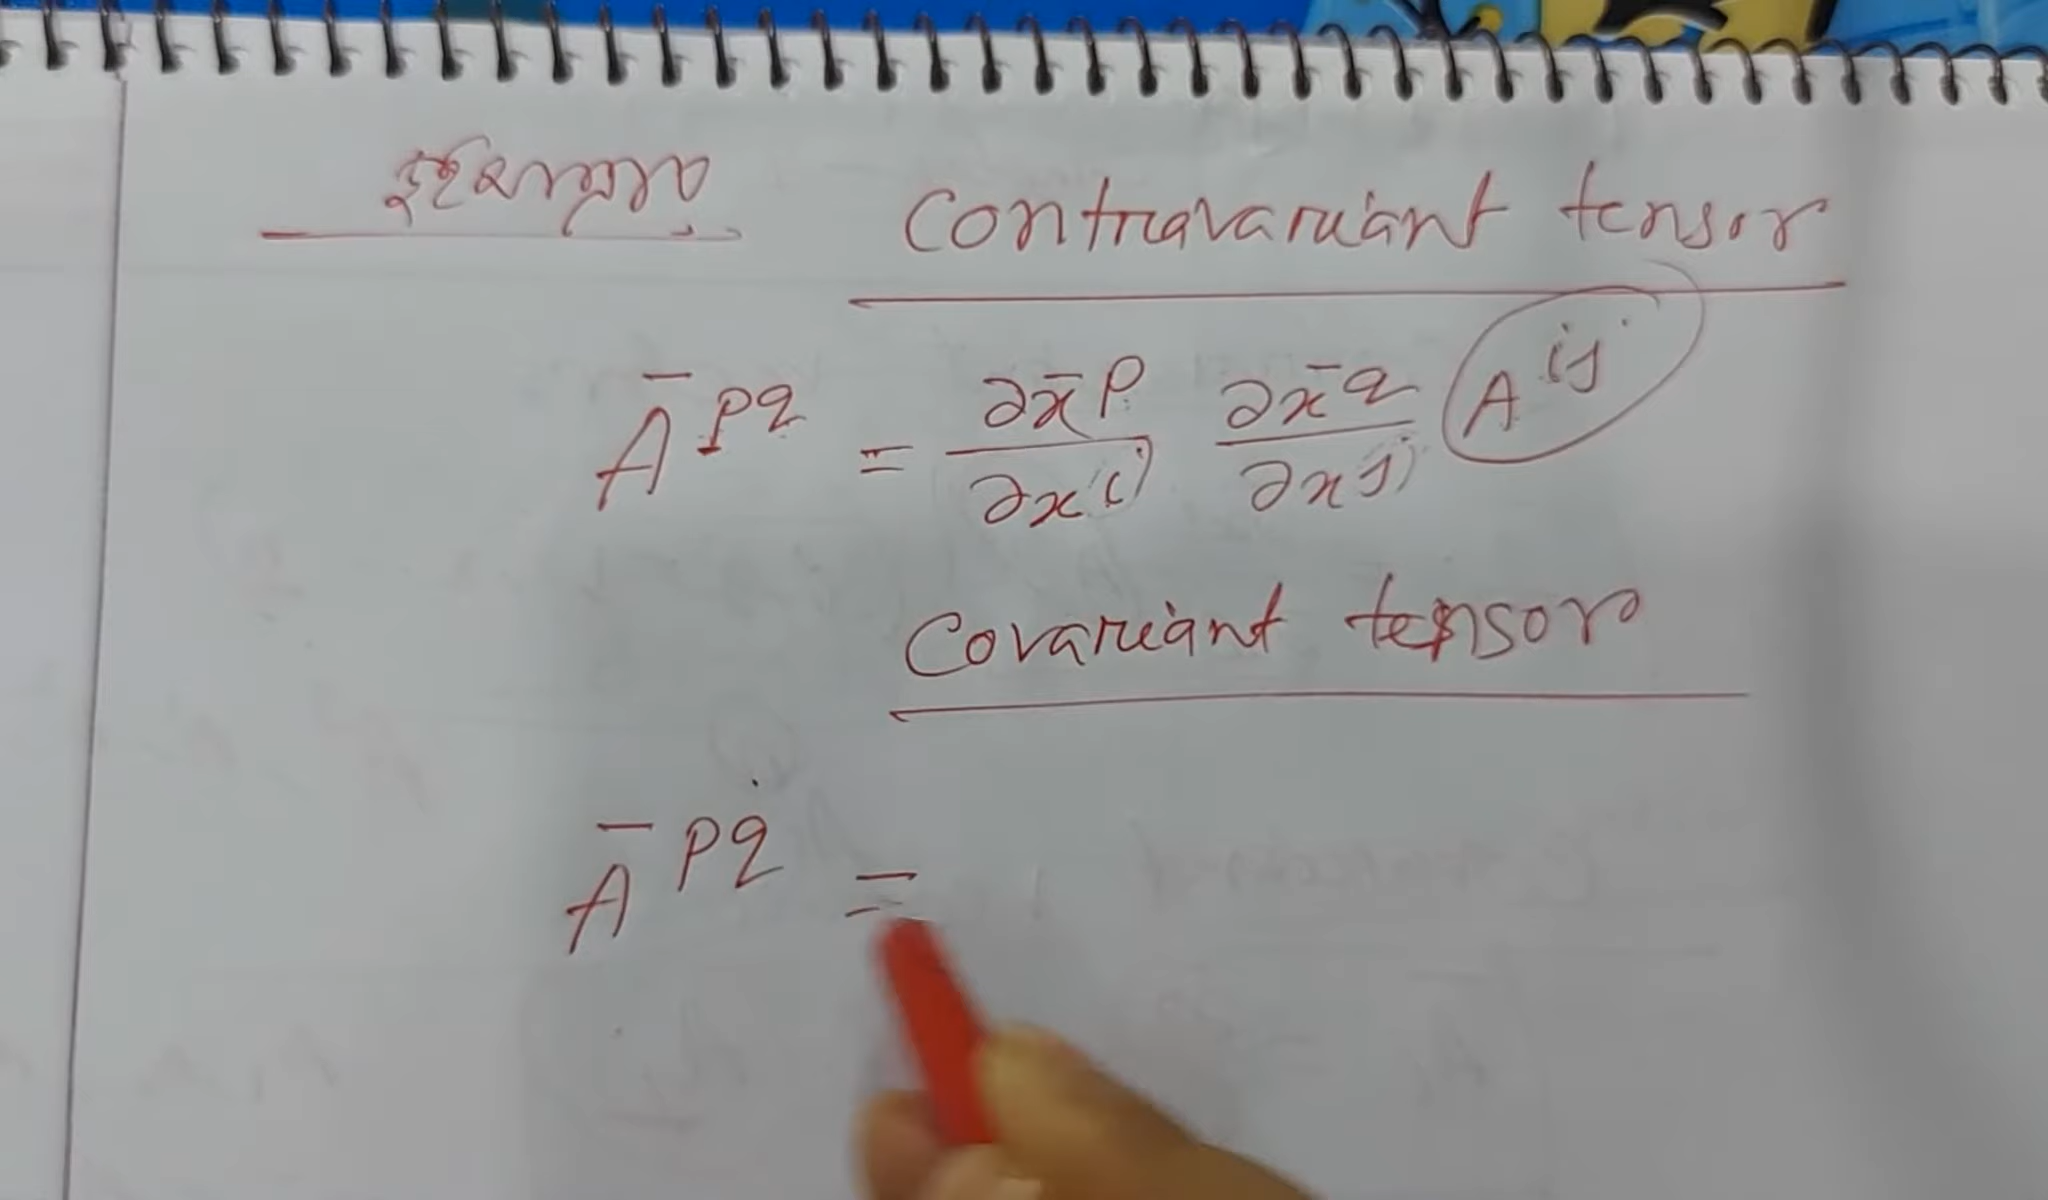 Contravariant tensor
A̅^{pq} = ∂x̅^p/∂x^i ∂x̅^q/∂x^j A^{ij}
Covariant tensor
A̅^{pq} =